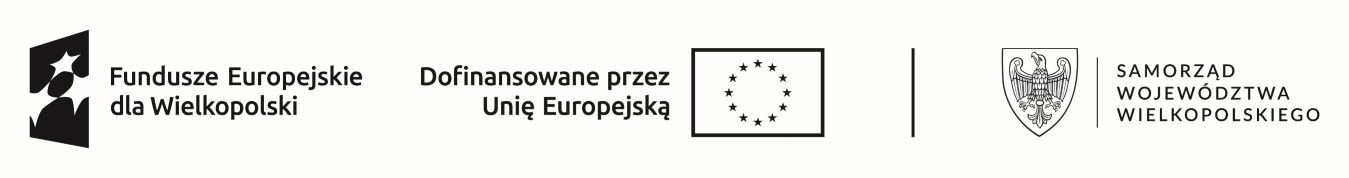 Fundusze Europejskie
dla Wielkopolski
Dofinansowane przez
Unię Europejską
SAMORZĄD
WOJEWÓDZTWA
WIELKOPOLSKIEGO